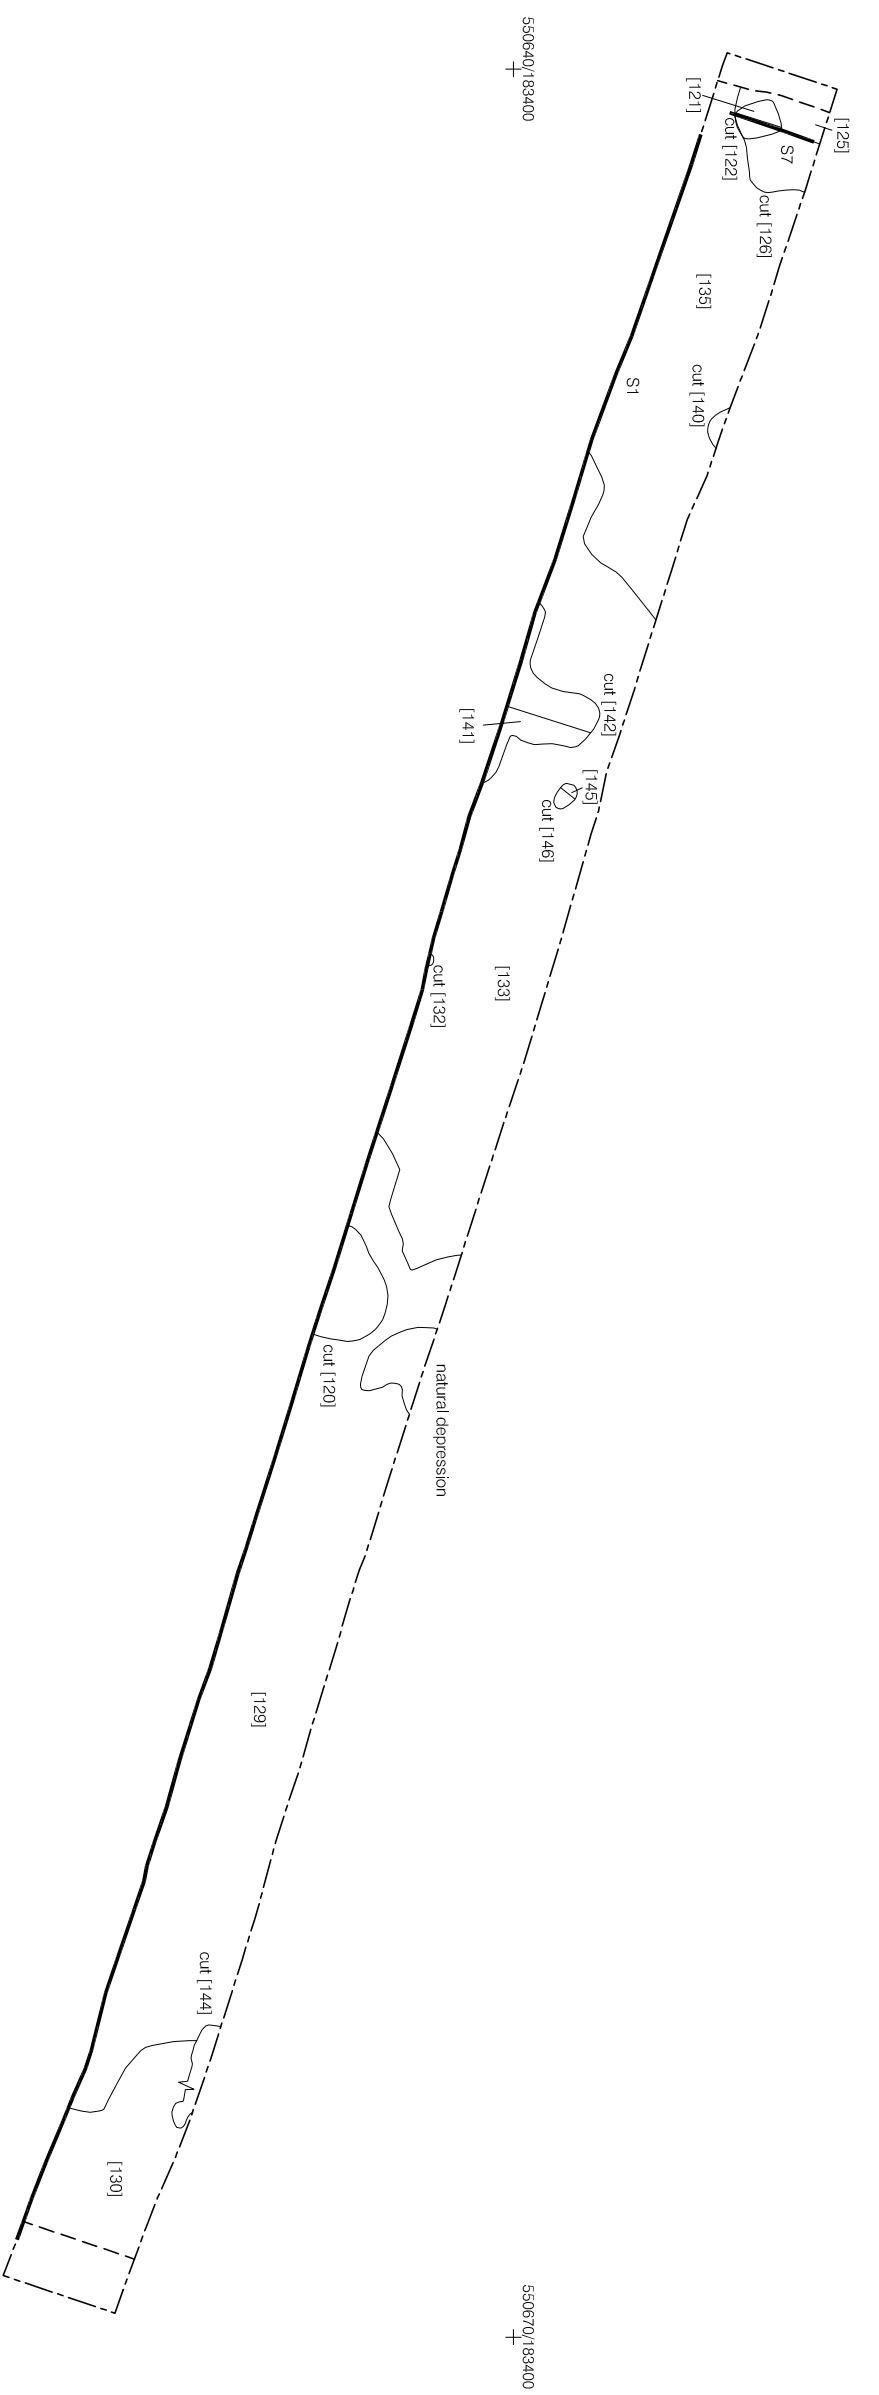 550640/183400
[125]
[121]
S7
cut [122]
cut [126]
[135]
cut [140]
S1
cut [142]
[141]
[145]
cut [146]
[133]
cut [132]
cut [120]
natural depression
[129]
cut [144]
[130]
550670/183400